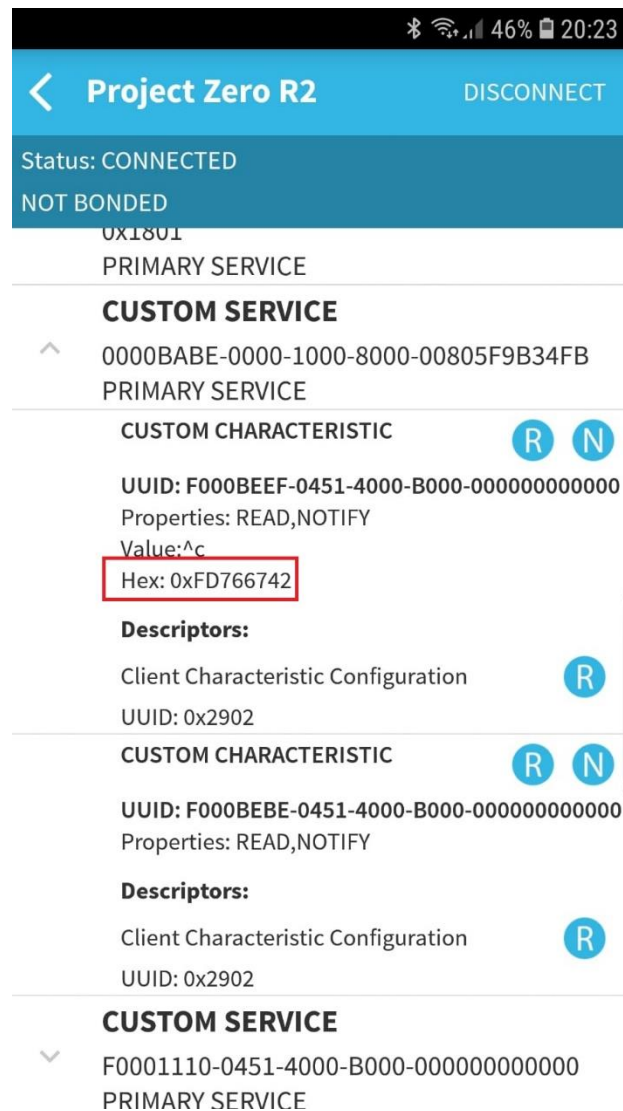 46% 20:23
Project Zero R2 DISCONNECT
Status: CONNECTED
NOT BONDED
0X1801
PRIMARY SERVICE
CUSTOM SERVICE
0000BABE-0000-1000-8000-00805F9B34FB
PRIMARY SERVICE
CUSTOM CHARACTERISTIC R N
UUID: F000BEEF-0451-4000-B000-000000000000
Properties: READ,NOTIFY
Value:^c
Hex: 0xFD766742
Descriptors:
Client Characteristic Configuration R
UUID: 0x2902
CUSTOM CHARACTERISTIC R N
UUID: F000BEBE-0451-4000-B000-000000000000
Properties: READ,NOTIFY
Descriptors:
Client Characteristic Configuration R
UUID: 0x2902
CUSTOM SERVICE
F0001110-0451-4000-B000-000000000000
PRIMARY SERVICE